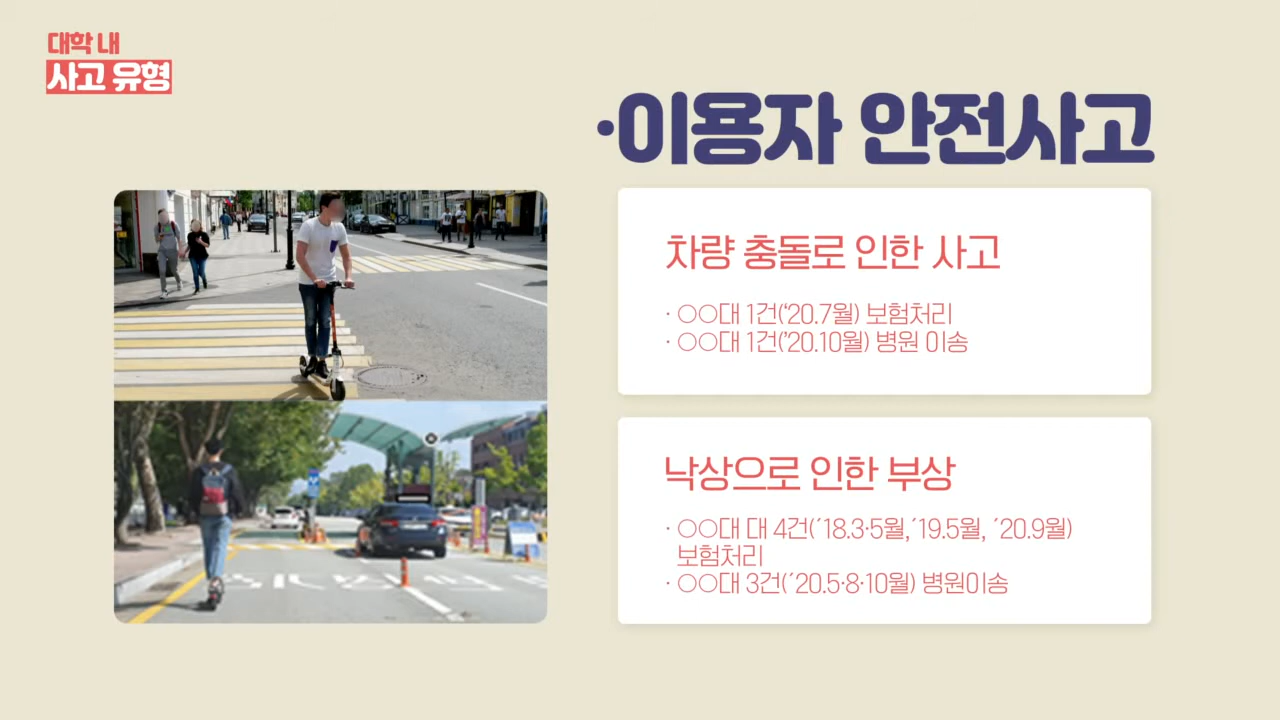 대학 내
사고 유형
·이용자 안전사고
차량 충돌로 인한 사고
· ○○대 1건(‘20.7월) 보험처리
· ○○대 1건(’20.10월) 병원 이송
낙상으로 인한 부상
· ○○대 대 4건(´18.3·5월,´19.5월, ´20.9월)
보험처리
· ○○대 3건(´20.5·8·10월) 병원이송